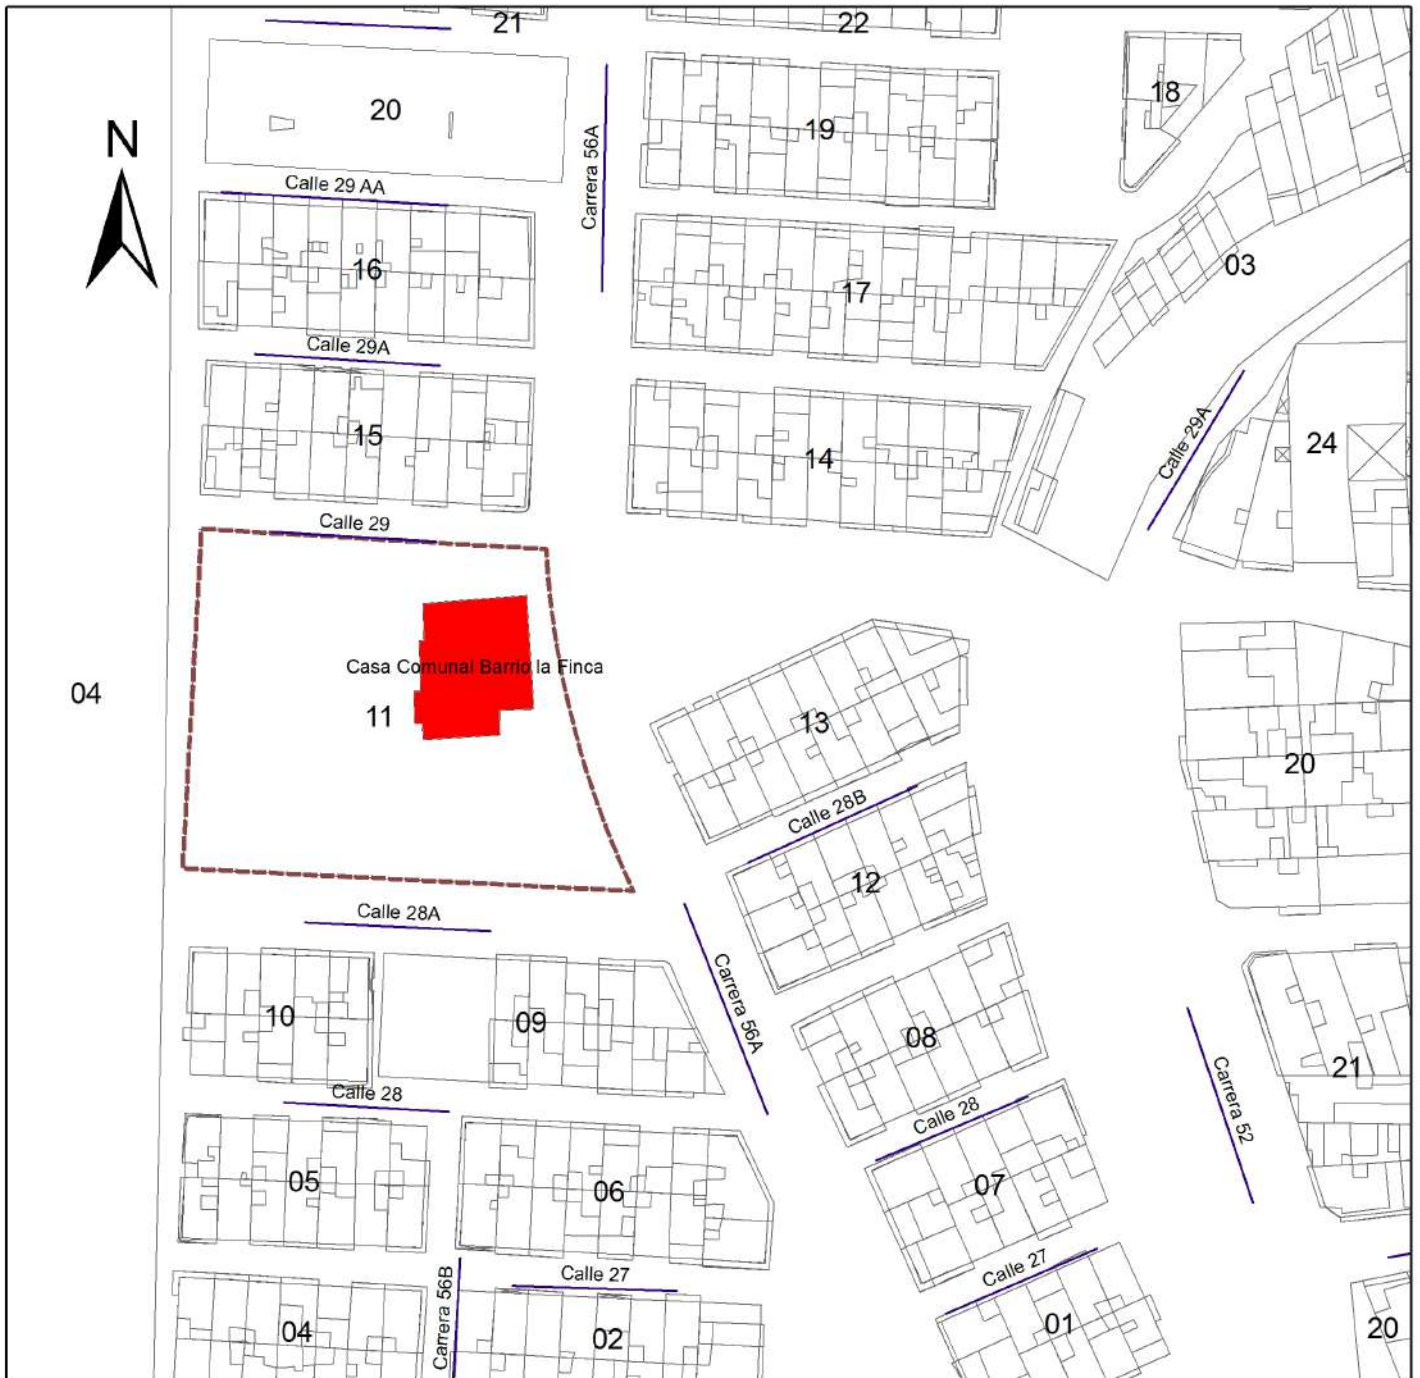 21
22
20
19
18
N
Calle 29 AA
Carrera 56A
16
17
03
Calle 29A
15
14
Calle 29A
24
Calle 29
Casa Comunal Barrio la Finca
04
11
13
20
Calle 28B
12
Calle 28A
Carrera 56A
10
09
08
Carrera 52
21
Calle 28
Calle 28
05
06
07
Calle 27
Calle 27
Carrera 56B
04
02
01
20